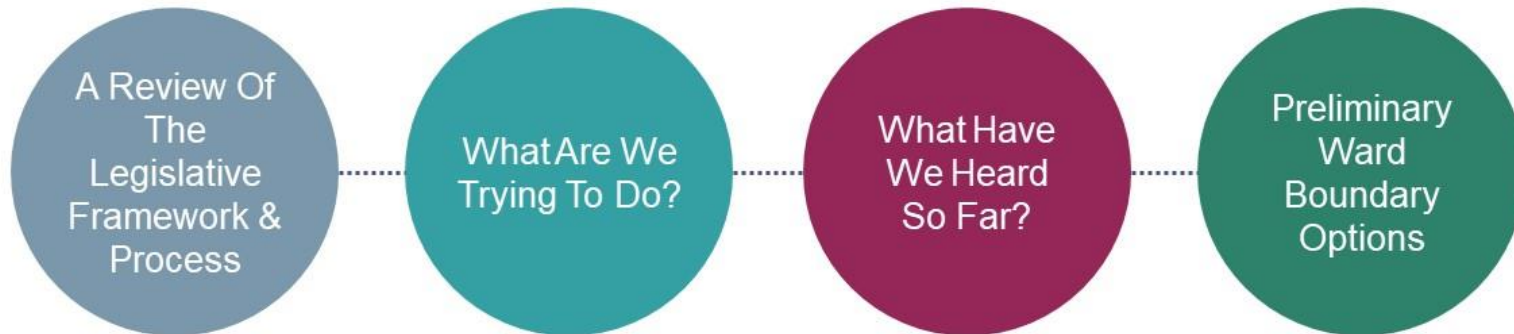 A Review Of
The
Legislative
Framework &
Process
What Are We
Trying To Do?
What Have
We Heard
So Far?
Preliminary
Ward
Boundary
Options